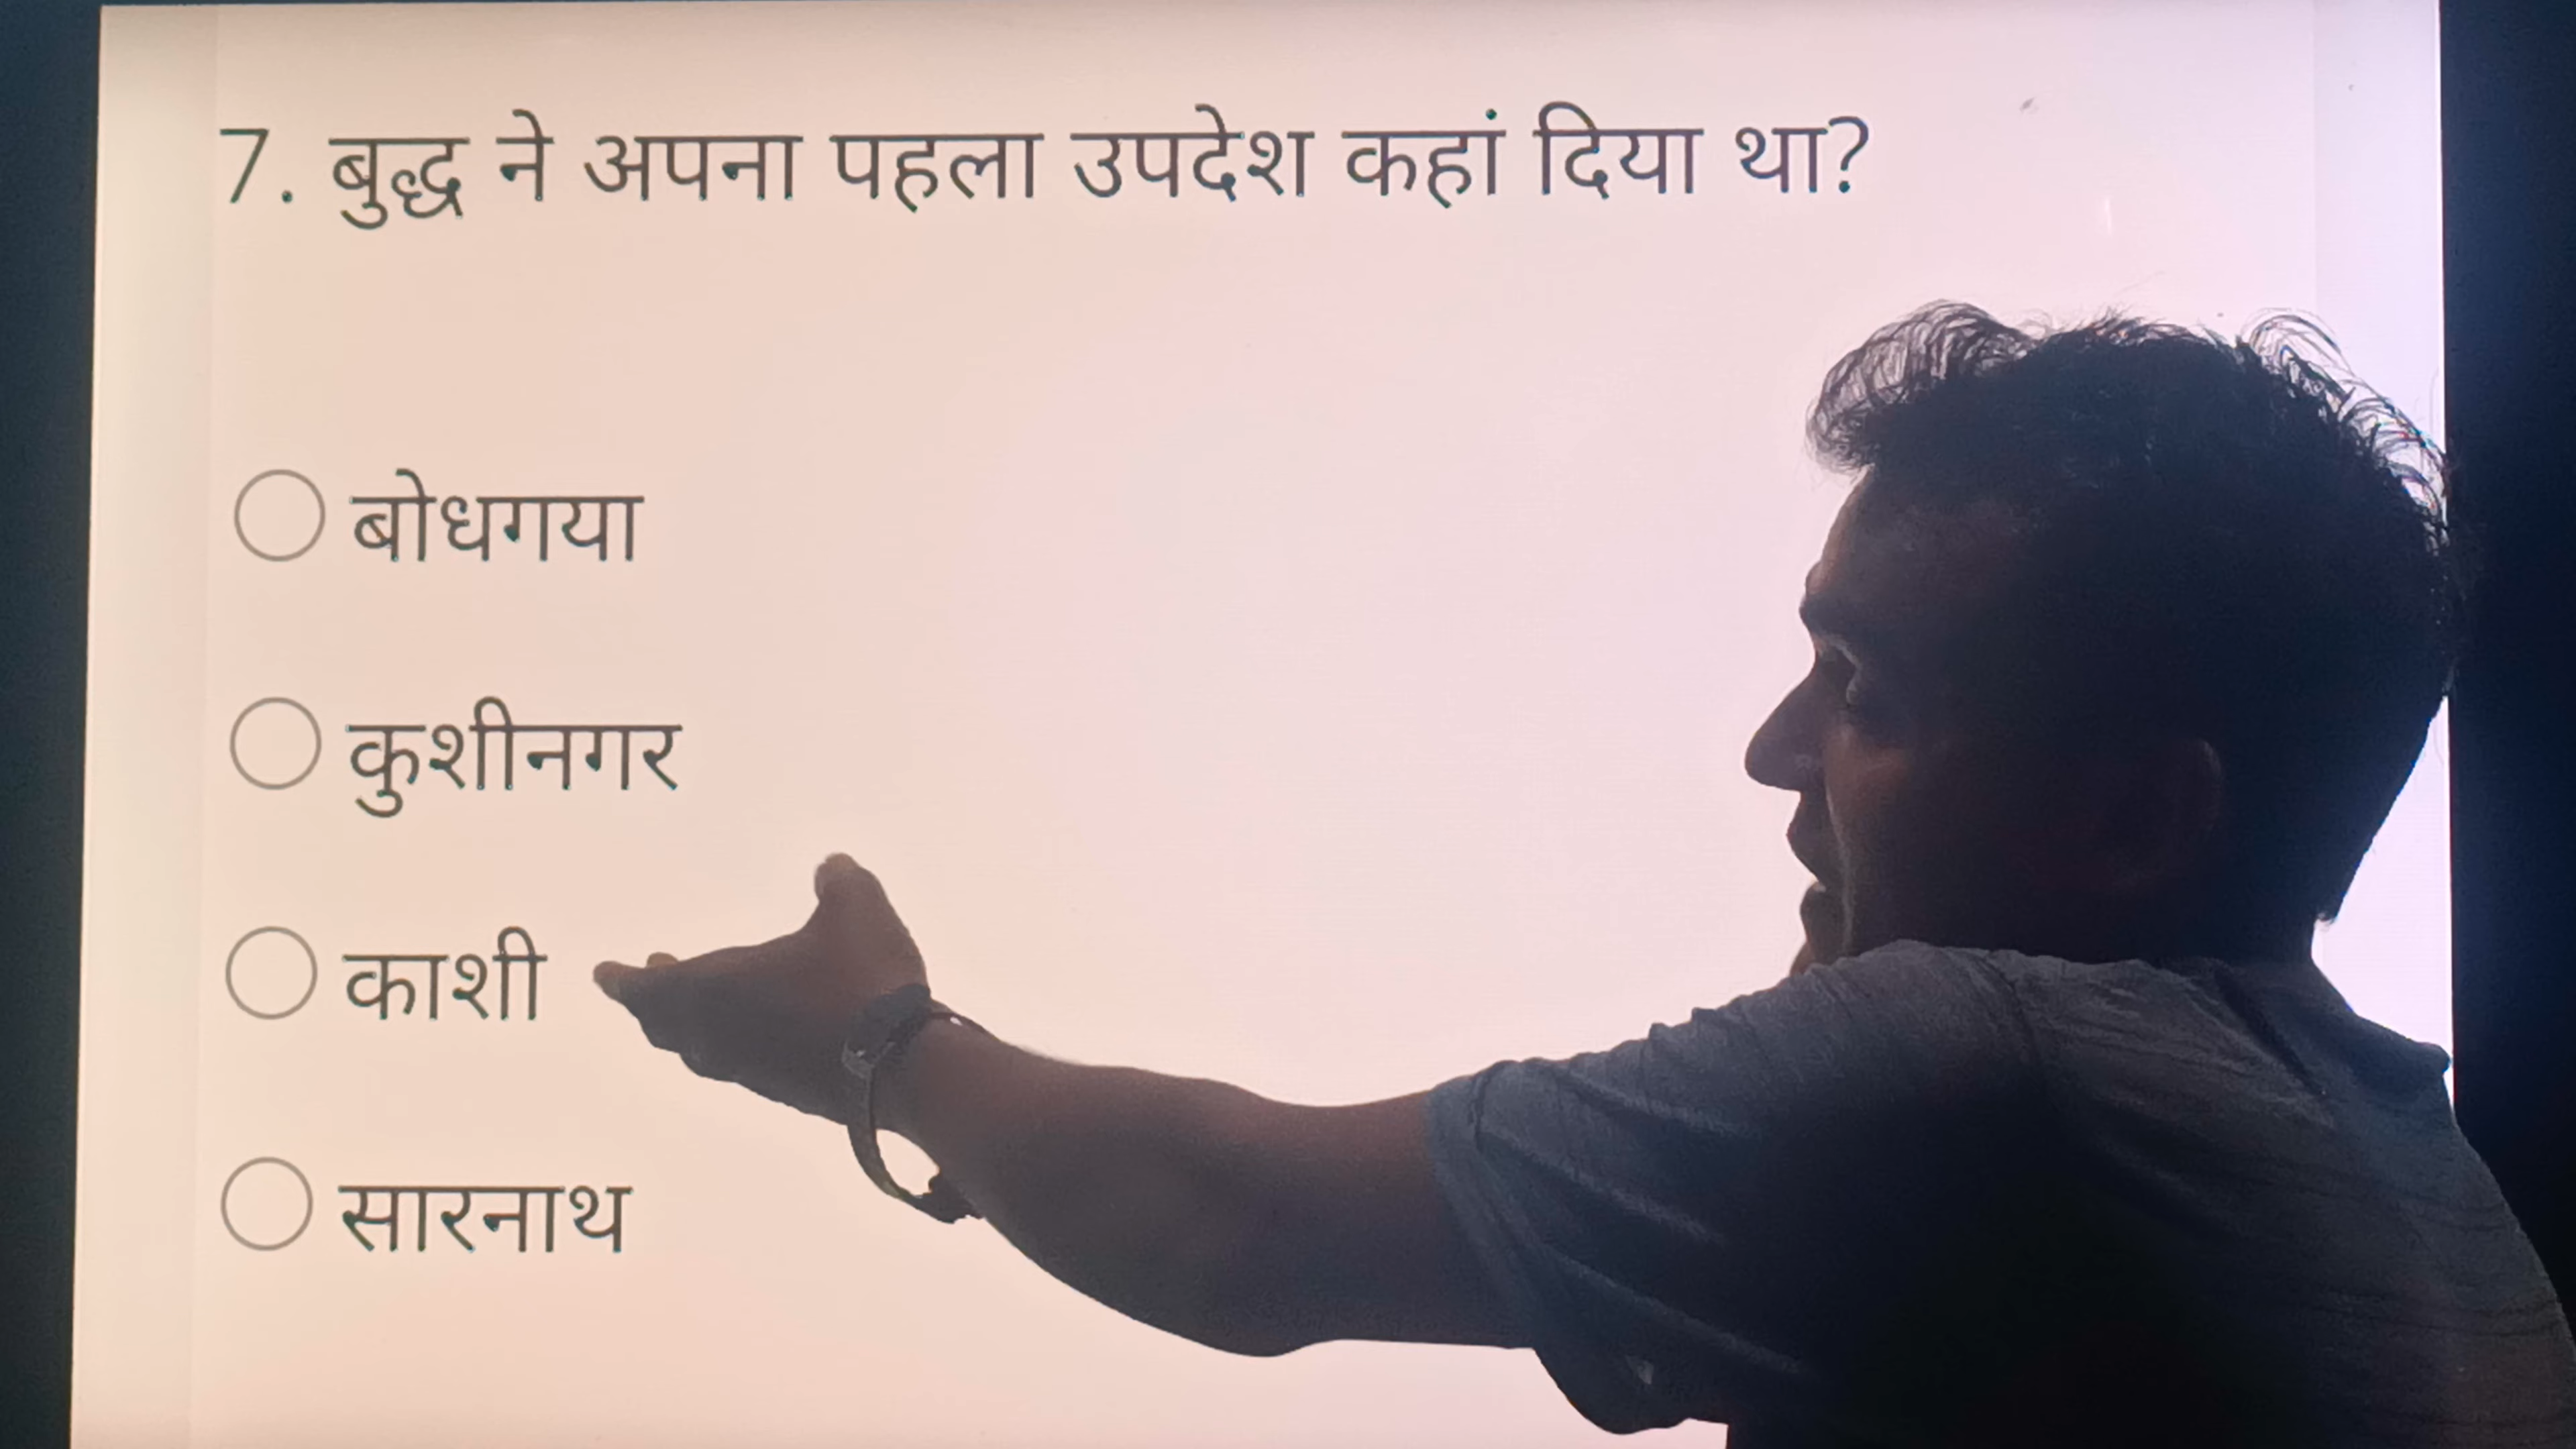 7. बुद्ध ने अपना पहला उपदेश कहां दिया था?
बोधगया
कुशीनगर
काशी
सारनाथ